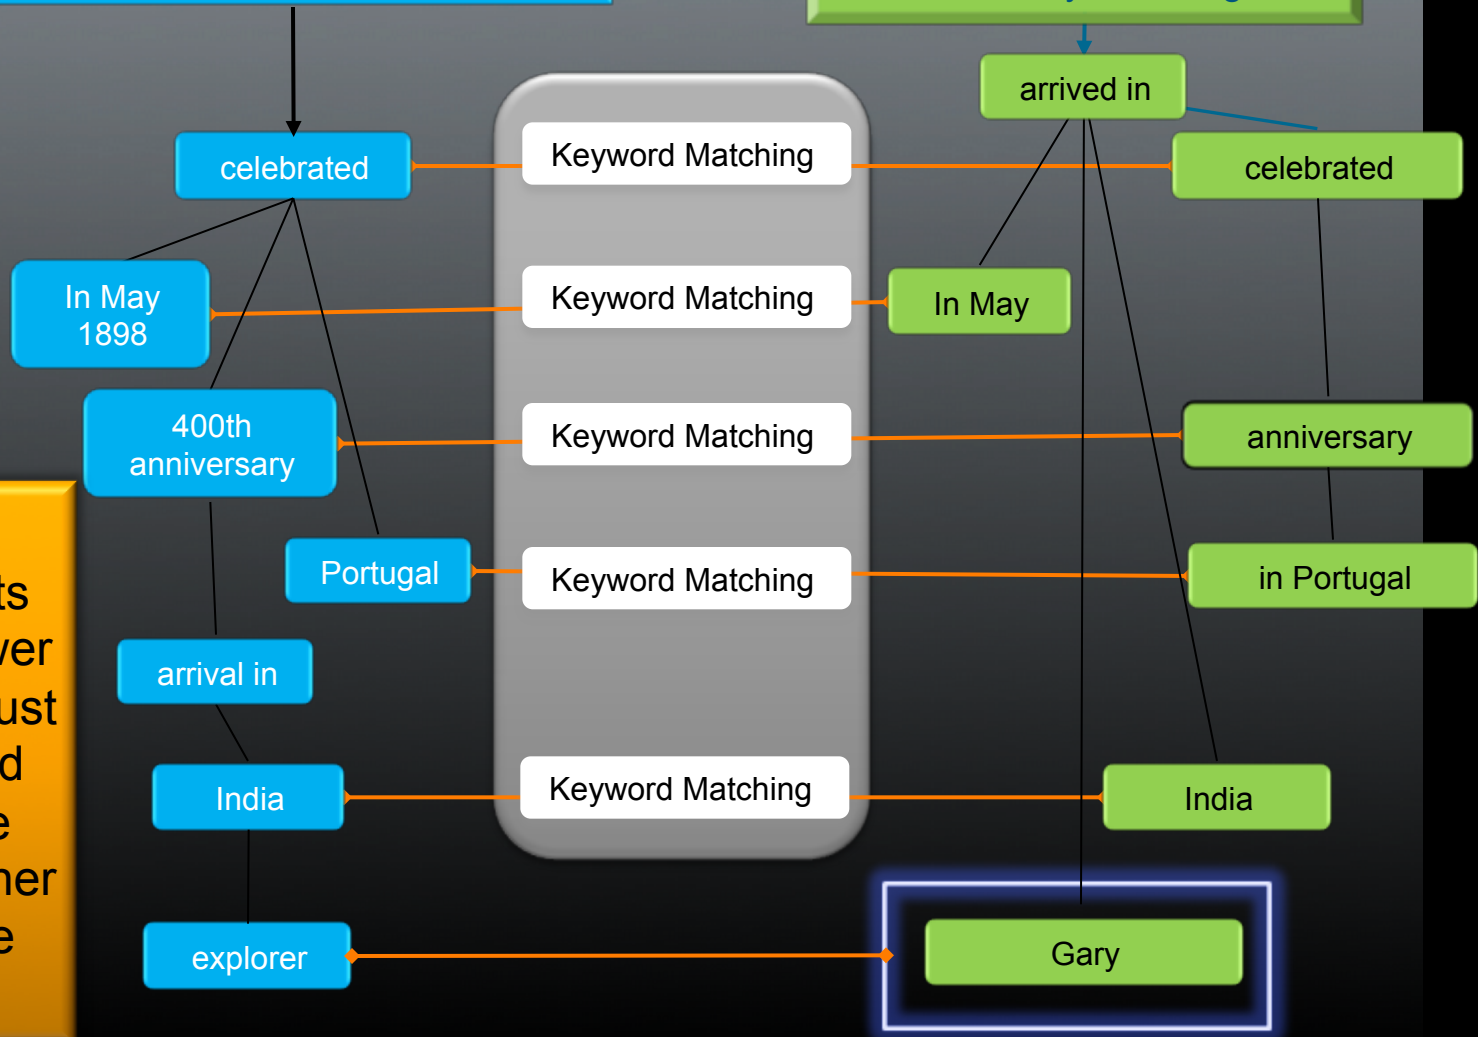 arrived in
celebrated
Keyword Matching
celebrated
In May
1898
Keyword Matching
In May
400th
anniversary
Keyword Matching
anniversary
Portugal
Keyword Matching
in Portugal
arrival in
India
Keyword Matching
India
explorer
Gary